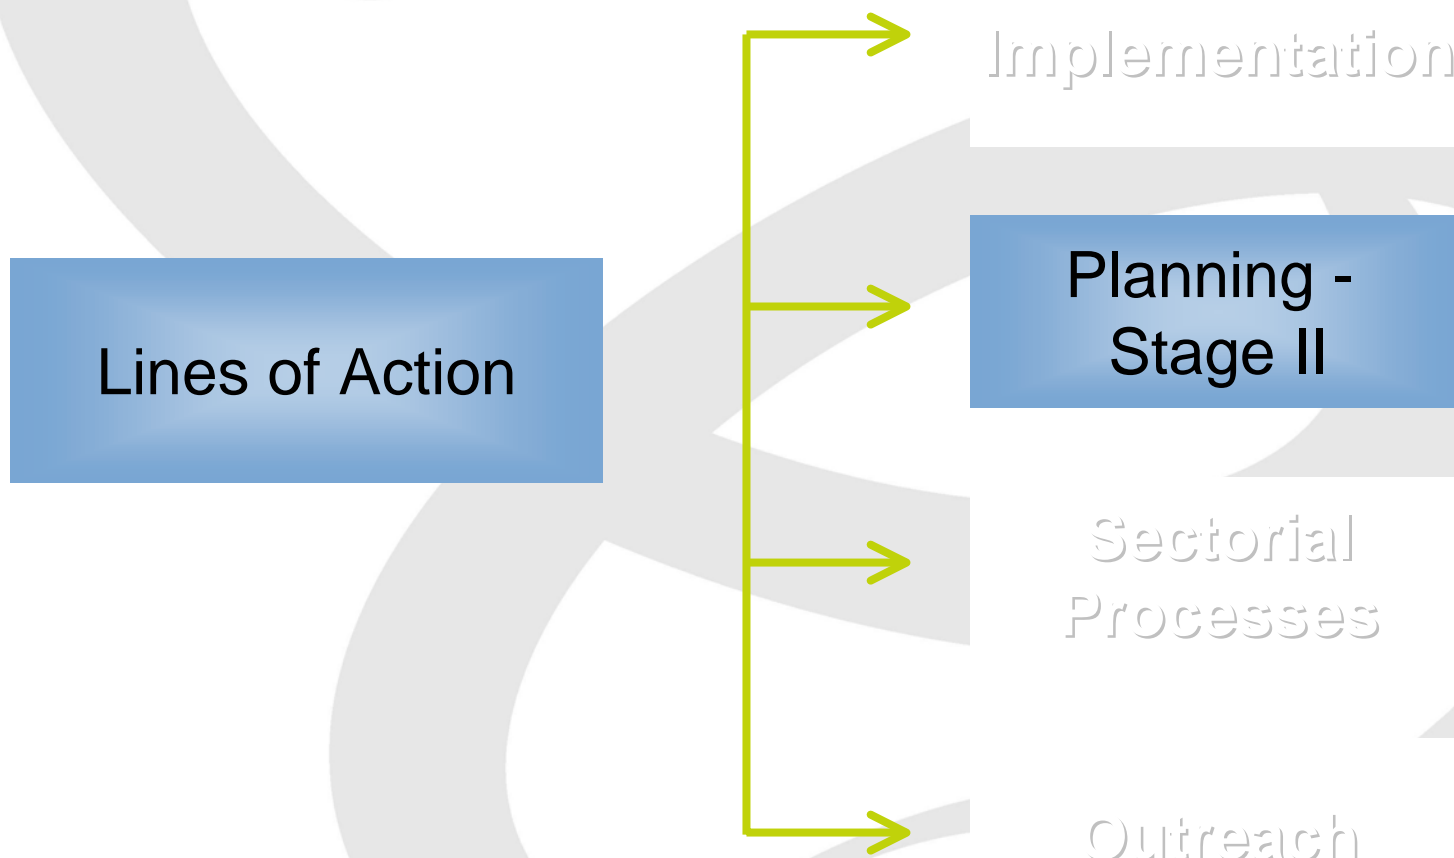 Implementation
Planning -
Stage II
Lines of Action
Sectorial
Processes
Outreach